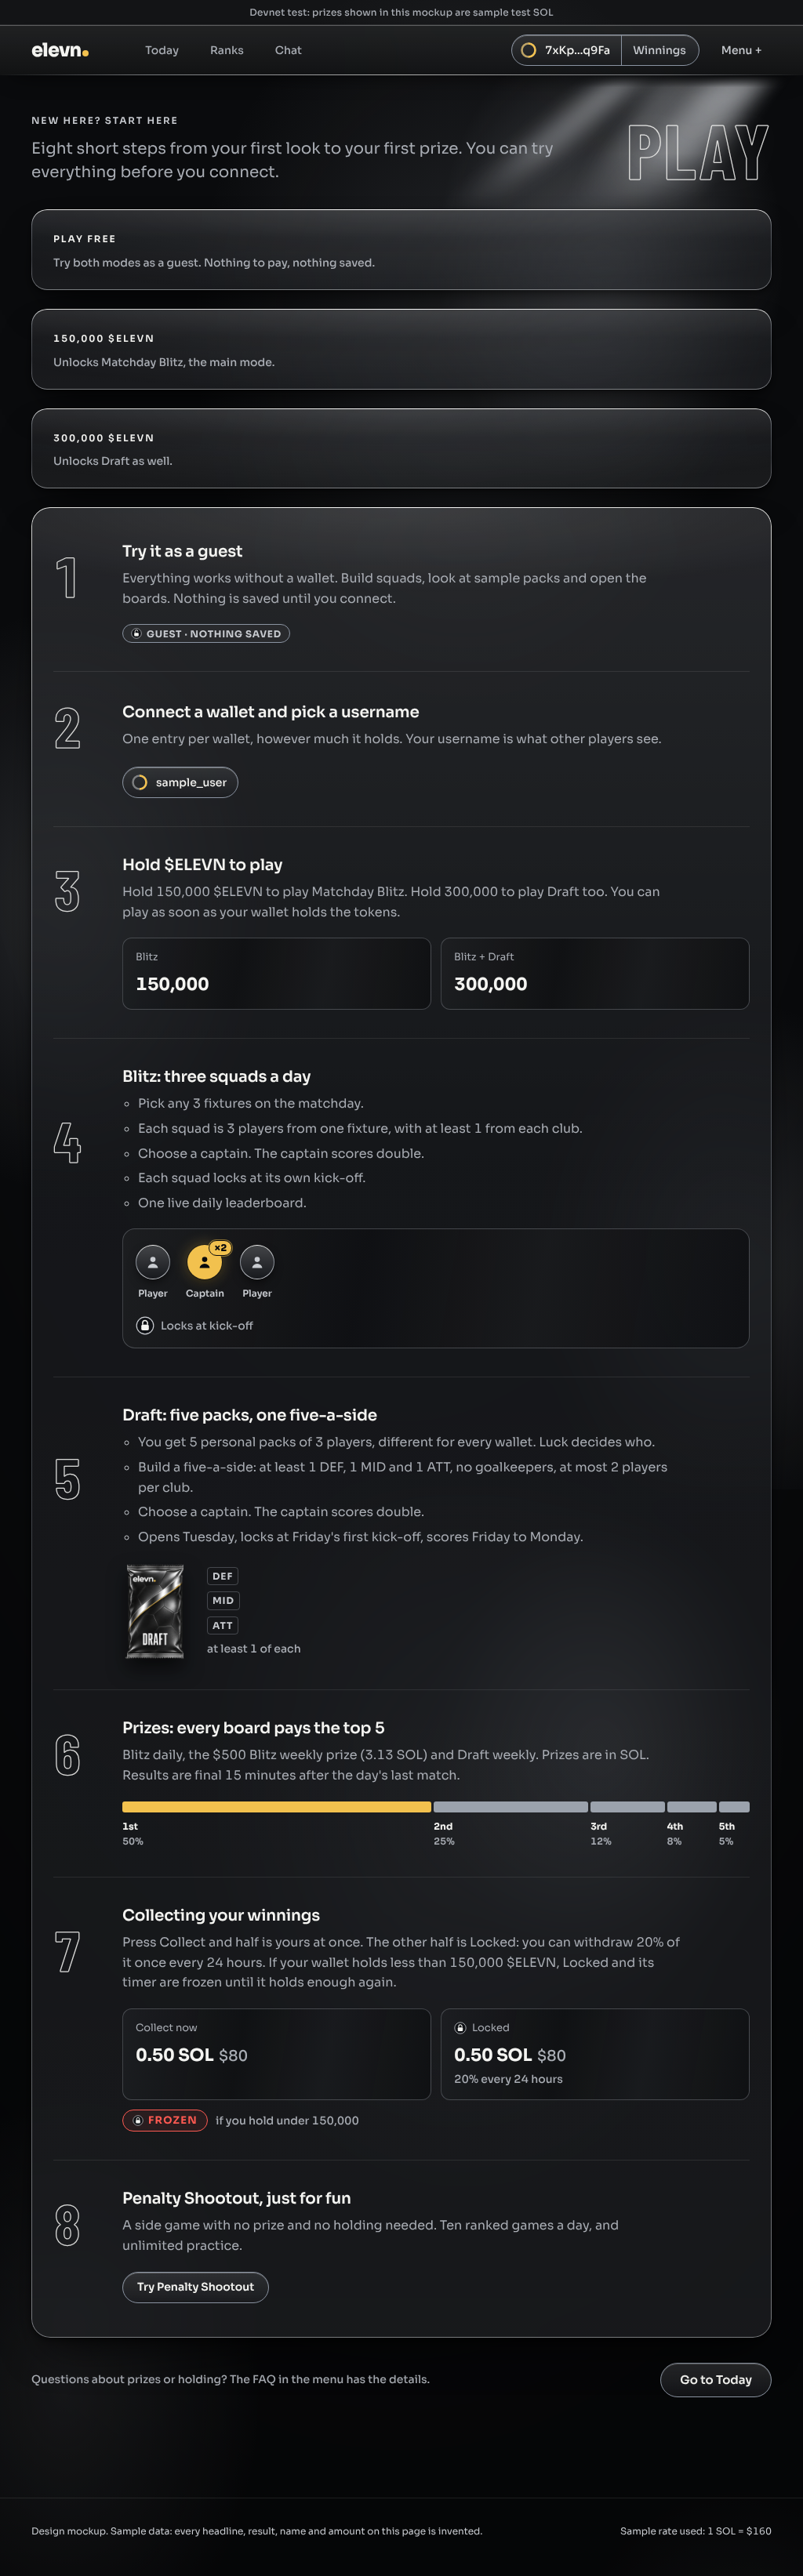 Devnet test: prizes shown in this mockup are sample test SOL
elevn.
Today
Ranks
Chat
7xKp...q9Fa
Winnings
Menu +
NEW HERE? START HERE
Eight short steps from your first look to your first prize. You can try
everything before you connect.
PLAY
PLAY FREE
Try both modes as a guest. Nothing to pay, nothing saved.
150,000 $ELEVN
Unlocks Matchday Blitz, the main mode.
300,000 $ELEVN
Unlocks Draft as well.
1
Try it as a guest
Everything works without a wallet. Build squads, look at sample packs and open the
boards. Nothing is saved until you connect.
GUEST · NOTHING SAVED
2
Connect a wallet and pick a username
One entry per wallet, however much it holds. Your username is what other players see.
sample_user
3
Hold $ELEVN to play
Hold 150,000 $ELEVN to play Matchday Blitz. Hold 300,000 to play Draft too. You can
play as soon as your wallet holds the tokens.
Blitz
150,000
Blitz + Draft
300,000
4
Blitz: three squads a day
Pick any 3 fixtures on the matchday.
Each squad is 3 players from one fixture, with at least 1 from each club.
Choose a captain. The captain scores double.
Each squad locks at its own kick-off.
One live daily leaderboard.
×2
Player
Captain
Player
Locks at kick-off
5
Draft: five packs, one five-a-side
You get 5 personal packs of 3 players, different for every wallet. Luck decides who.
Build a five-a-side: at least 1 DEF, 1 MID and 1 ATT, no goalkeepers, at most 2 players
per club.
Choose a captain. The captain scores double.
Opens Tuesday, locks at Friday's first kick-off, scores Friday to Monday.
elevn.
DRAFT
DEF
MID
ATT
at least 1 of each
6
Prizes: every board pays the top 5
Blitz daily, the $500 Blitz weekly prize (3.13 SOL) and Draft weekly. Prizes are in SOL.
Results are final 15 minutes after the day's last match.
1st
50%
2nd
25%
3rd
12%
4th
8%
5th
5%
7
Collecting your winnings
Press Collect and half is yours at once. The other half is Locked: you can withdraw 20% of
it once every 24 hours. If your wallet holds less than 150,000 $ELEVN, Locked and its
timer are frozen until it holds enough again.
Collect now
0.50 SOL $80
Locked
0.50 SOL $80
20% every 24 hours
FROZEN
if you hold under 150,000
8
Penalty Shootout, just for fun
A side game with no prize and no holding needed. Ten ranked games a day, and
unlimited practice.
Try Penalty Shootout
Questions about prizes or holding? The FAQ in the menu has the details.
Go to Today
Design mockup. Sample data: every headline, result, name and amount on this page is invented.
Sample rate used: 1 SOL = $160